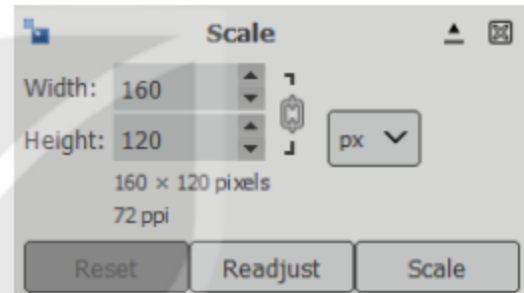 Scale
Width: 160
Height: 120 px
160 × 120 pixels
72 ppi
Reset Readjust Scale